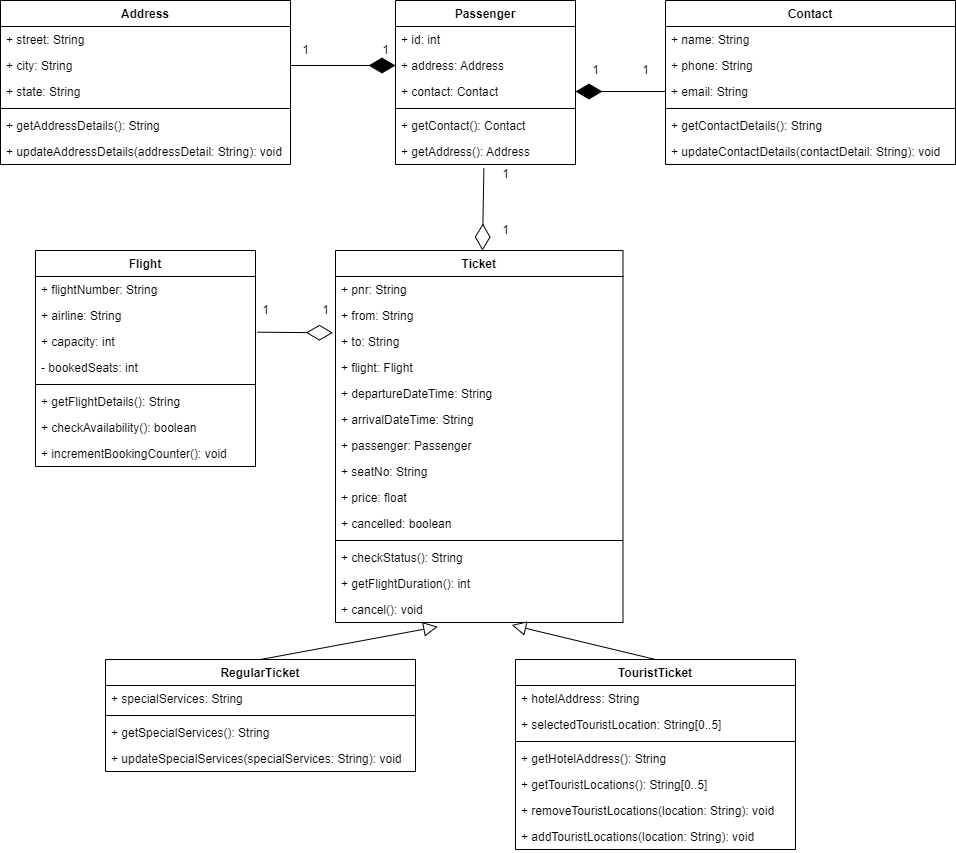 Address
+ street: String
+ city: String
+ state: String
+ getAddressDetails(): String
+ updateAddressDetails(addressDetail: String): void
1
1
Passenger
+ id: int
+ address: Address
+ contact: Contact
+ getContact(): Contact
+ getAddress(): Address
1
1
Contact
+ name: String
+ phone: String
+ email: String
+ getContactDetails(): String
+ updateContactDetails(contactDetail: String): void
1
1
Flight
+ flightNumber: String
+ airline: String
+ capacity: int
- bookedSeats: int
+ getFlightDetails(): String
+ checkAvailability(): boolean
+ incrementBookingCounter(): void
1
1
Ticket
+ pnr: String
+ from: String
+ to: String
+ flight: Flight
+ departureDateTime: String
+ arrivalDateTime: String
+ passenger: Passenger
+ seatNo: String
+ price: float
+ cancelled: boolean
+ checkStatus(): String
+ getFlightDuration(): int
+ cancel(): void
RegularTicket
+ specialServices: String
+ getSpecialServices(): String
+ updateSpecialServices(specialServices: String): void
TouristTicket
+ hotelAddress: String
+ selectedTouristLocation: String[0..5]
+ getHotelAddress(): String
+ getTouristLocations(): String[0..5]
+ removeTouristLocations(location: String): void
+ addTouristLocations(location: String): void